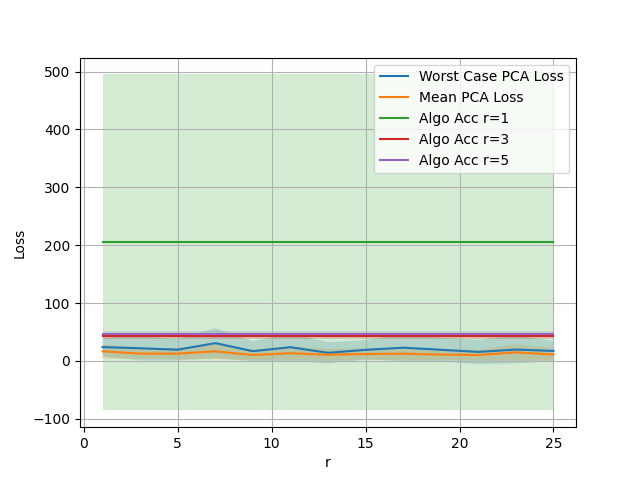 500
400
300
200
100
0
−100
Loss
0
5
10
15
20
25
r
Worst Case PCA Loss
Mean PCA Loss
Algo Acc r=1
Algo Acc r=3
Algo Acc r=5